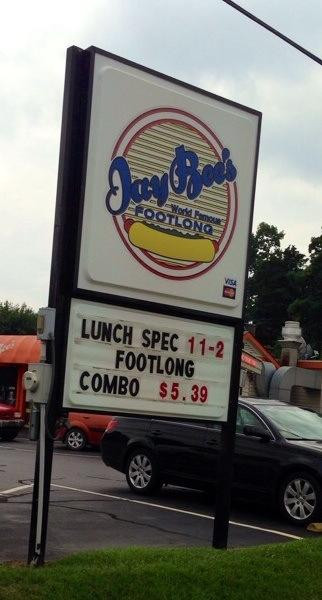 Jay Bee's
World Famous
FOOTLONG
VISA
LUNCH SPEC 11-2
FOOTLONG
COMBO $5.39